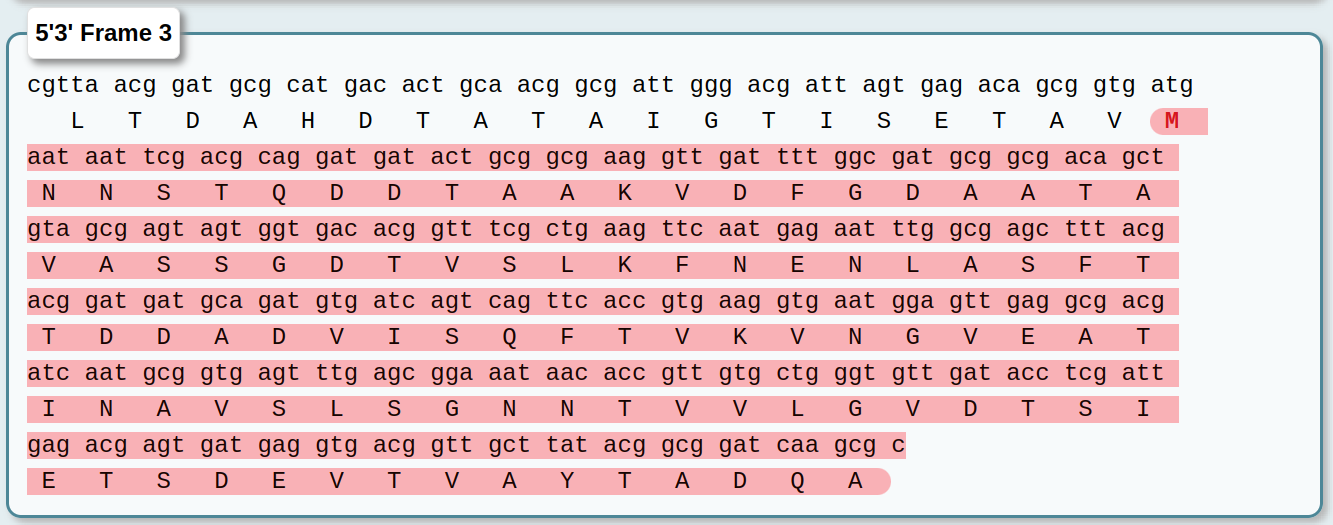 5'3' Frame 3
cgtta acg gat gcg cat gac act gca acg gcg att ggg acg att agt gag aca gcg gtg atg
L T D A H D T A T A I G T I S E T A V M
aat aat tcg acg cag gat gat act gcg gcg aag gtt gat ttt ggc gat gcg gcg aca gct
N N S T Q D D T A A K V D F G D A A T A
gta gcg agt agt ggt gac acg gtt tcg ctg aag ttc aat gag aat ttg gcg agc ttt acg
V A S S G D T V S L K F N E N L A S F T
acg gat gat gca gat gtg atc agt cag ttc acc gtg aag gtg aat gga gtt gag gcg acg
T D D A D V I S Q F T V K V N G V E A T
atc aat gcg gtg agt ttg agc gga aat aac acc gtt gtg ctg ggt gtt gat acc tcg att
I N A V S L S G N N T V V L G V D T S I
gag acg agt gat gag gtg acg gtt gct tat acg gcg gat caa gcg c
E T S D E V T V A Y T A D Q A